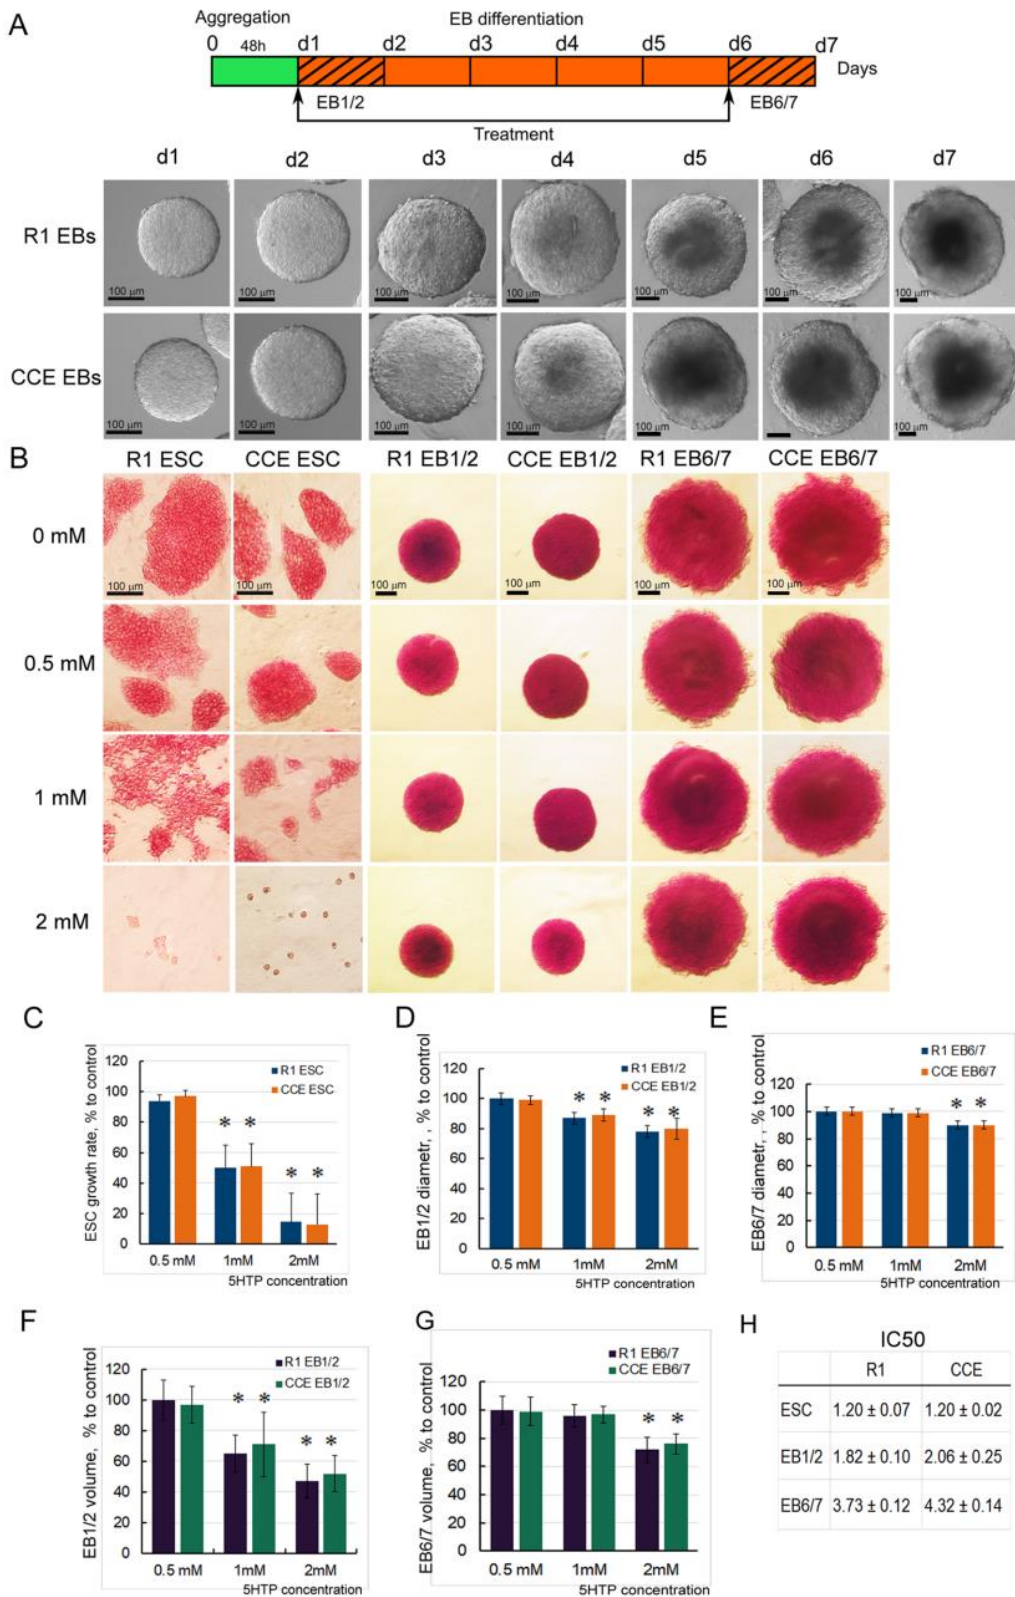 A
Aggregation EB differentiation
0 48h d1 d2 d3 d4 d5 d6 d7
Days
EB1/2 EB6/7
Treatment
d1 d2 d3 d4 d5 d6 d7
R1 EBs
100 µm 100 µm 100 µm 100 µm 100 µm 100 µm 100 µm
CCE EBs
100 µm 100 µm 100 µm 100 µm 100 µm 100 µm
B
R1 ESC CCE ESC R1 EB1/2 CCE EB1/2 R1 EB6/7 CCE EB6/7
0 mM
100 µm 100 µm 100 µm 100 µm 100 µm 100 µm
0.5 mM
1 mM
2 mM
C
R1 ESC
CCE ESC
ESC growth rate, % to control
120
100
80
60
40
20
0
* * * *
0.5 mM 1mM 2mM
5HTP concentration
D
R1 EB1/2
CCE EB1/2
EB1/2 diametr, , % to control
120
100
80
60
40
20
0
* * * *
0.5 mM 1mM 2mM
5HTP concentration
E
R1 EB6/7
CCE EB6/7
EB6/7 diametr, , % to control
120
100
80
60
40
20
0
* *
0.5 mM 1mM 2mM
5HTP concentration
F
R1 EB1/2
CCE EB1/2
EB1/2 volume, % to control
120
100
80
60
40
20
0
* * * *
0.5 mM 1mM 2mM
5HTP concentration
G
R1 EB6/7
CCE EB6/7
EB6/7 volume, % to control
120
100
80
60
40
20
0
* *
0.5 mM 1mM 2mM
5HTP concentration
H
IC50
R1 CCE
ESC 1.20 ± 0.07 1.20 ± 0.02
EB1/2 1.82 ± 0.10 2.06 ± 0.25
EB6/7 3.73 ± 0.12 4.32 ± 0.14